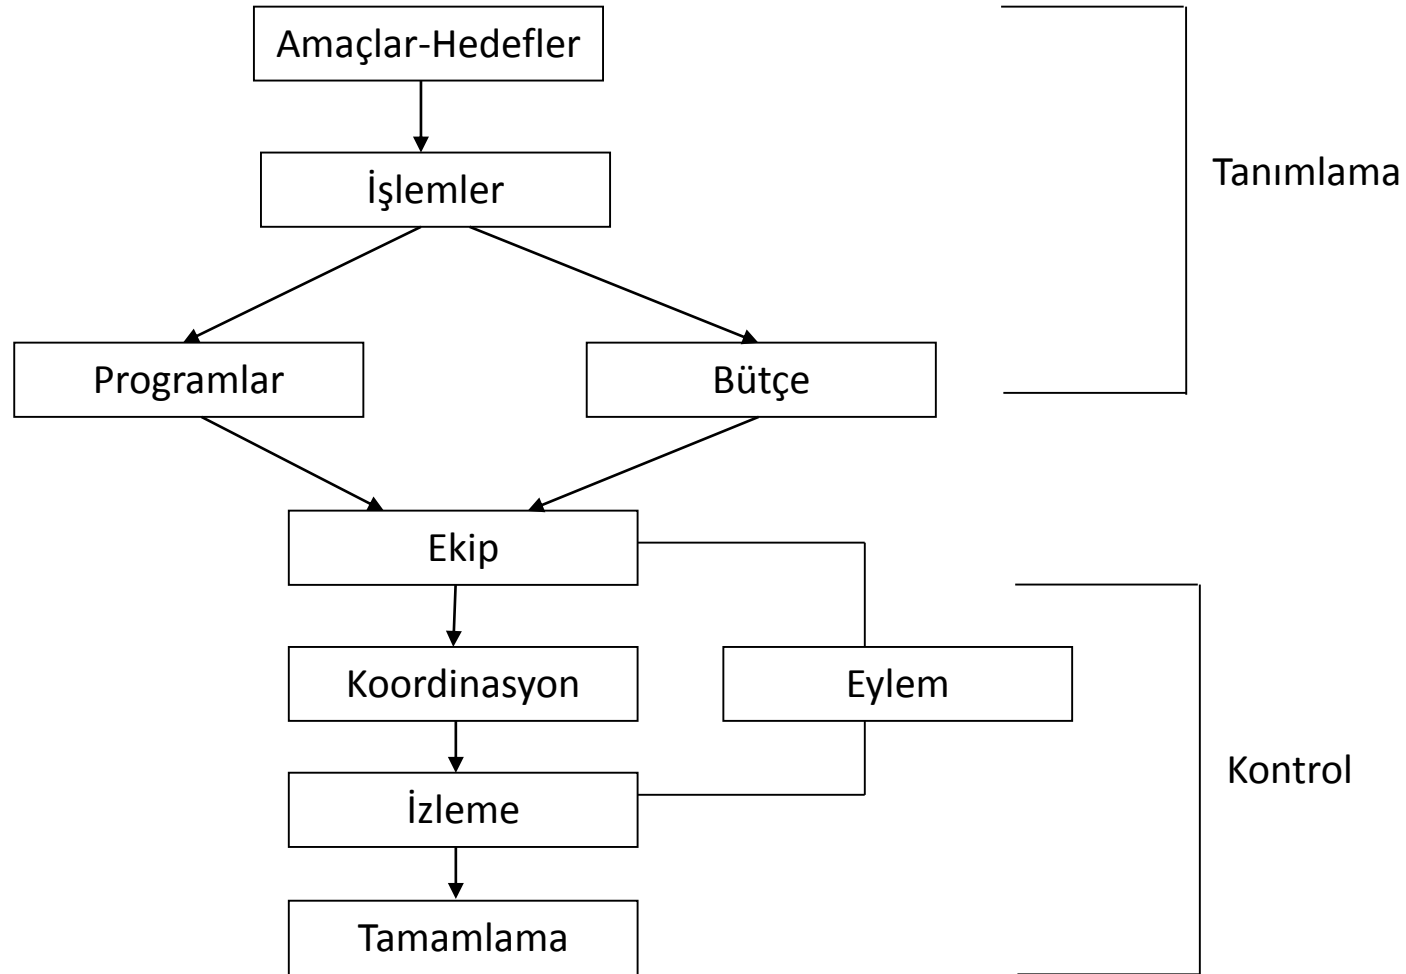 Amaçlar-Hedefler
İşlemler
Tanımlama
Programlar
Bütçe
Ekip
Koordinasyon
Eylem
Kontrol
İzleme
Tamamlama